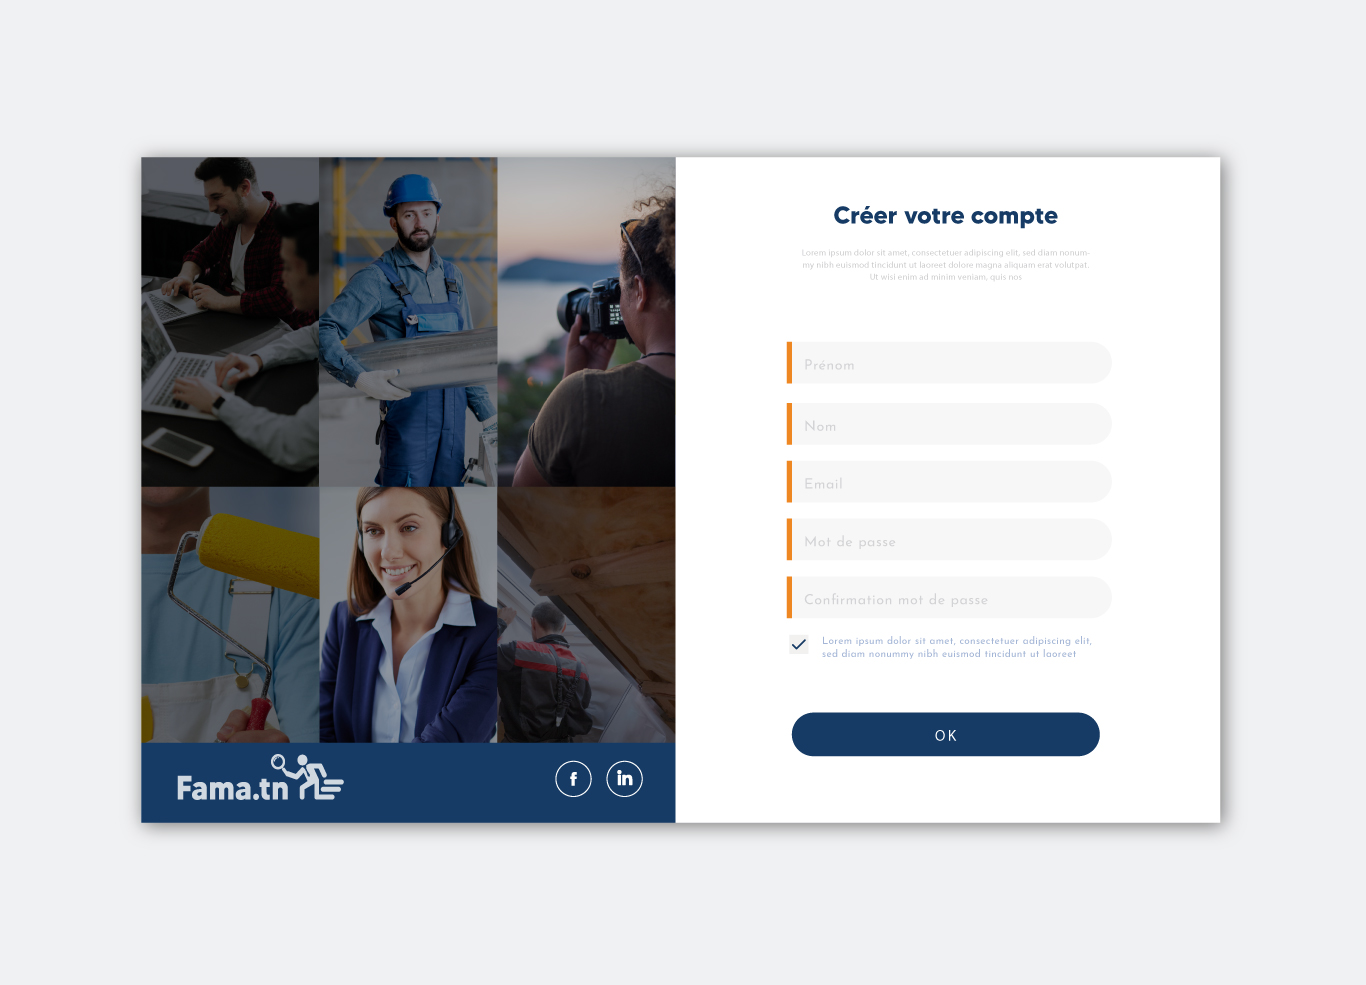 Créer votre compte
Lorem ipsum dolor sit amet, consectetuer adipiscing elit, sed diam nonum-
my nibh euismod tincidunt ut laoreet dolore magna aliquam erat volutpat.
Ut wisi enim ad minim veniam, quis nos
Prénom
Nom
Email
Mot de passe
Confirmation mot de passe
Lorem ipsum dolor sit amet, consectetuer adipiscing elit,
sed diam nonummy nibh euismod tincidunt ut laoreet
OK
Fama.tn
f
in